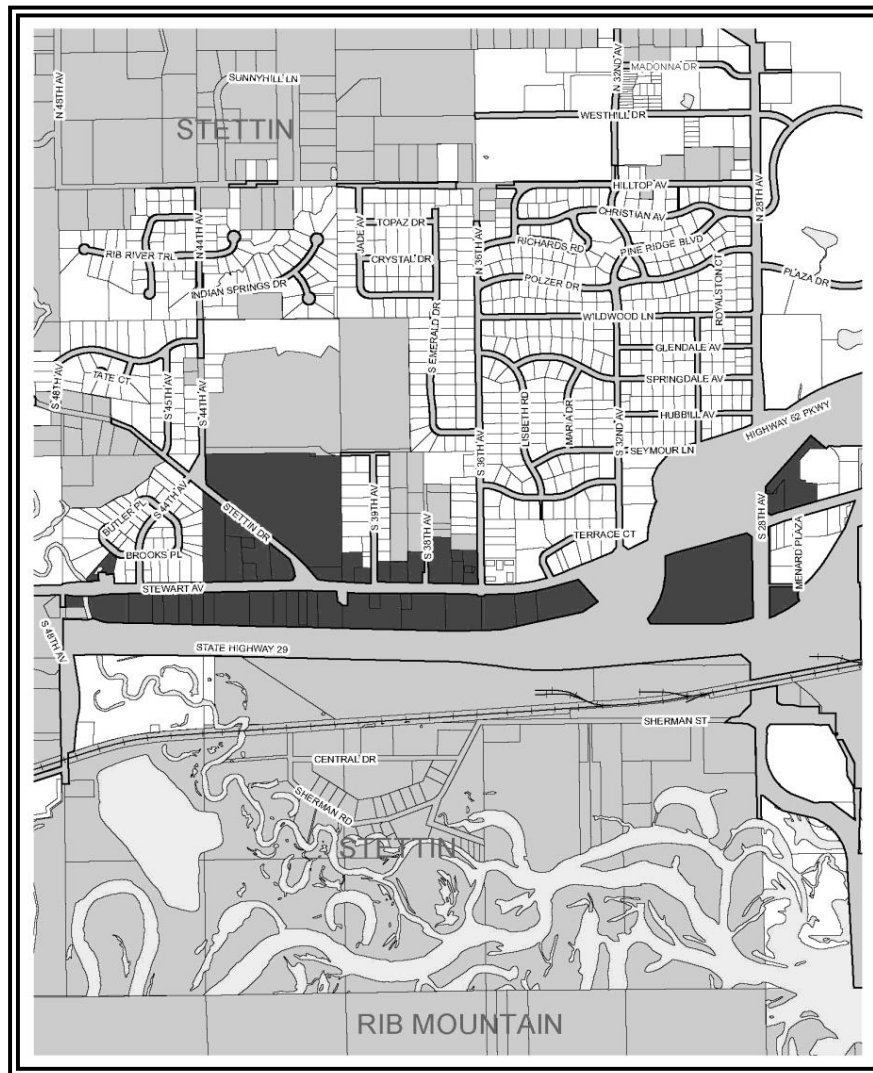 N 48TH AV
SUNNYHILL LN
STETTIN
N 32ND AV
MADONNA DR
WESTHILL DR
HILLTOP AV
N 28TH AV
CHRISTIAN AV
RICHARDS RD
PINE RIDGE BLVD
N 44TH AV
RIB RIVER TRL
INDIAN SPRINGS DR
JADE AV
TOPAZ DR
CRYSTAL DR
N 36TH AV
POLZER DR
ROYALSTON CT
PLAZA DR
S EMERALD DR
WILDWOOD LN
GLENDALE AV
SPRINGDALE AV
HUBBILL AV
HIGHWAY 52 PKWY
S 48TH AV
TATE CT
S 45TH AV
S 44TH AV
LISBETH RD
MARIA DR
S 32ND AV
S 36TH AV
SEYMOUR LN
BUTLER PL
S 44TH AV
STETTIN DR
S 39TH AV
S 38TH AV
TERRACE CT
S 28TH AV
MENARD PLAZA
BROOKS PL
STEWART AV
S 48TH AV
STATE HIGHWAY 29
SHERMAN ST
CENTRAL DR
SHERMAN RD
STETTIN
RIB MOUNTAIN